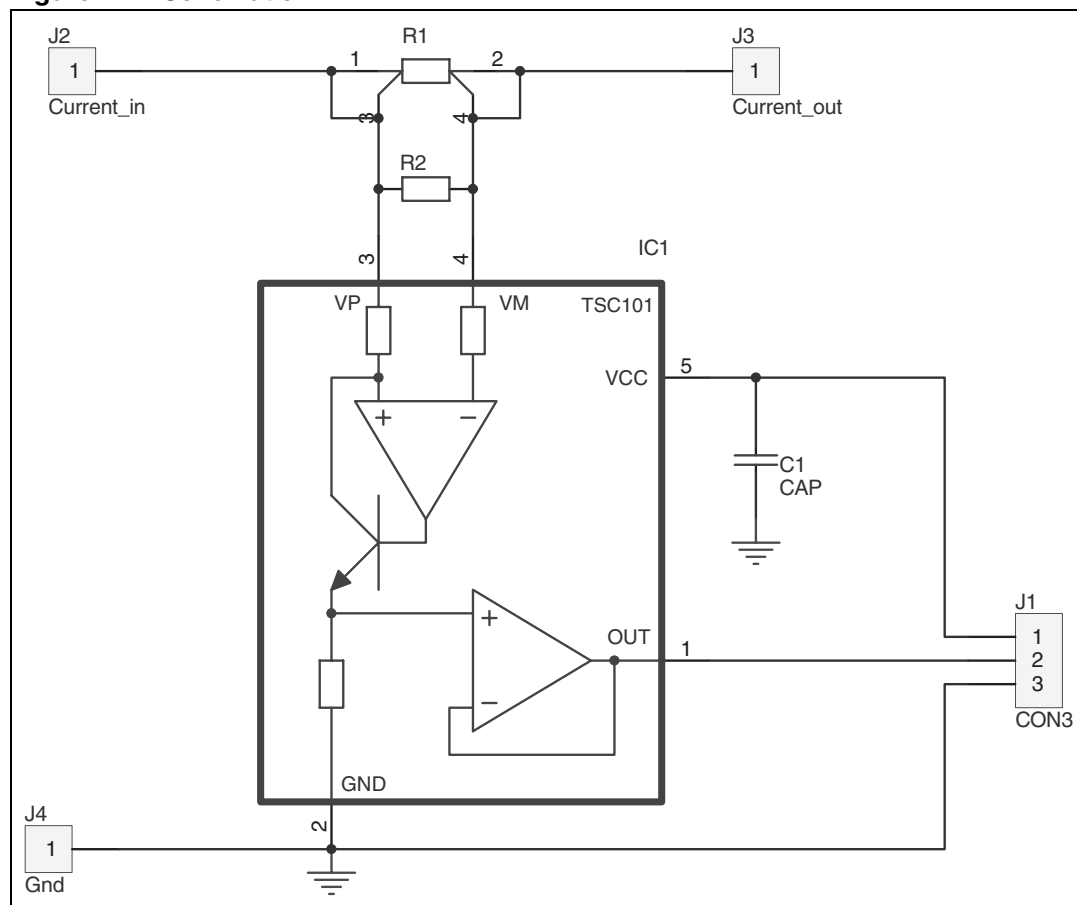 J2
R1
J3
1
1
2
1
Current_in
Current_out
3
4
R2
3
4
IC1
VP
VM
TSC101
VCC
5
+
−
C1
CAP
J1
+
OUT
1
1
2
3
−
CON3
GND
J4
2
1
Gnd